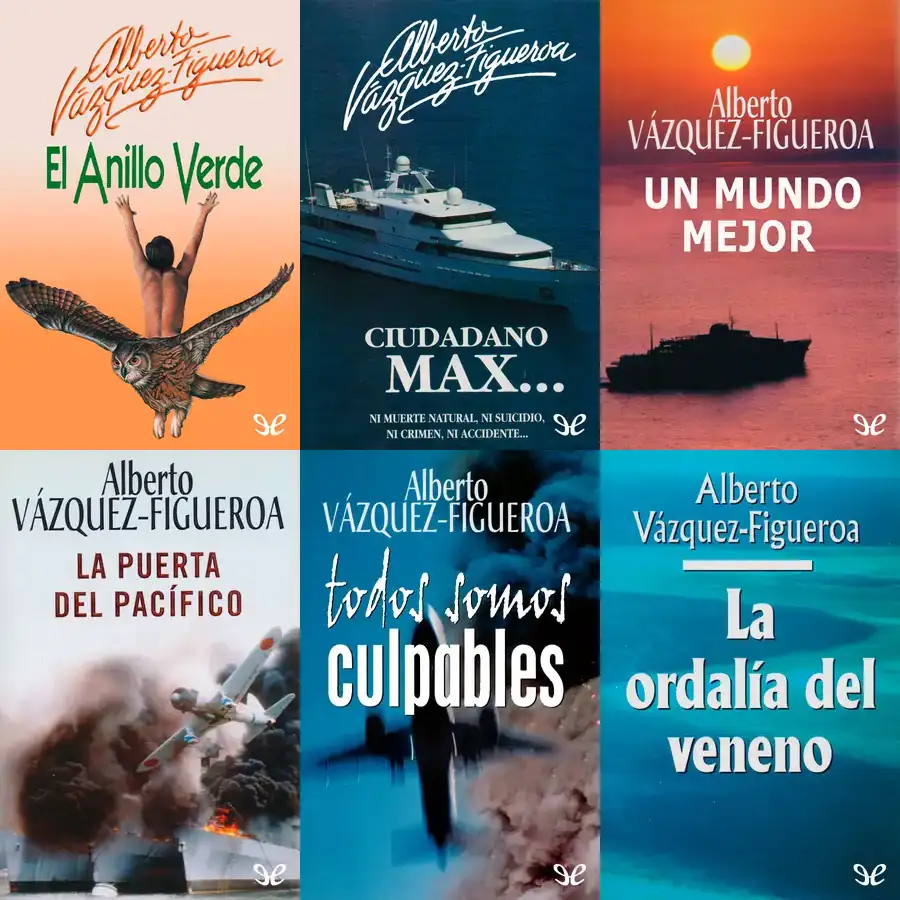 Alberto
Vázquez-Figueroa
El Anillo Verde
Alberto
Vázquez-Figueroa
CIUDADANO
MAX...
NI MUERTE NATURAL, NI SUICIDIO,
NI CRIMEN, NI ACCIDENTE...
Alberto
VÁZQUEZ-FIGUEROA
UN MUNDO
MEJOR
Alberto
VÁZQUEZ-FIGUEROA
LA PUERTA
DEL PACÍFICO
Alberto
VÁZQUEZ-FIGUEROA
todos somos
culpables
Alberto
Vázquez-Figueroa
La
ordalía del
veneno